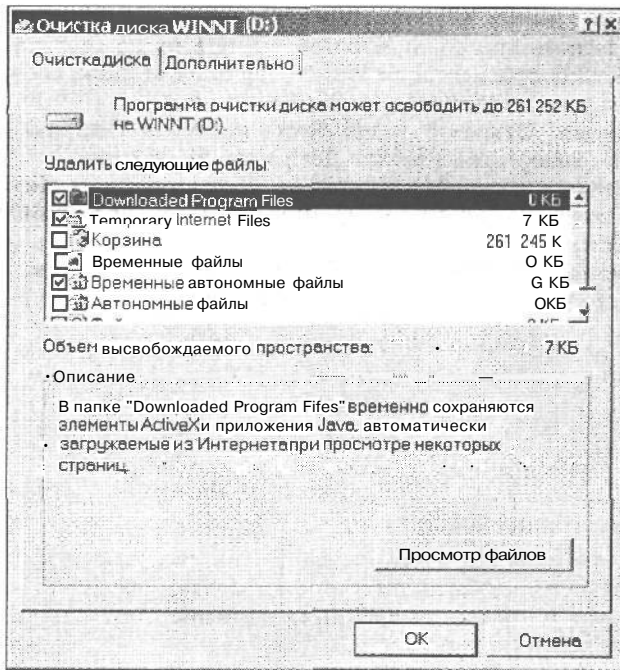 Очистка диска WINNT (D:)
Очистка диска Дополнительно
Программа очистки диска может освободить до 261 252 КБ
на WINNT (D:).
Удалить следующие файлы:
Downloaded Program Files 0 КБ
Temporary Internet Files 7 КБ
Корзина 261 245 К
Временные файлы О КБ
Временные автономные файлы G КБ
Автономные файлы ОКБ
Объем высвобождаемого пространства: 7 КБ
Описание
В папке "Downloaded Program Fifes" временно сохраняются
элементы ActiveX и приложения Java, автоматически
загружаемые из Интернета при просмотре некоторых
страниц.
Просмотр файлов
OK Отмена